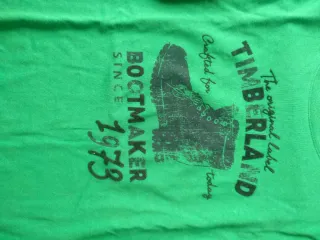 The original label
TIMBERLAND
Crafted for
today
BOOTMAKER
SINCE 1973